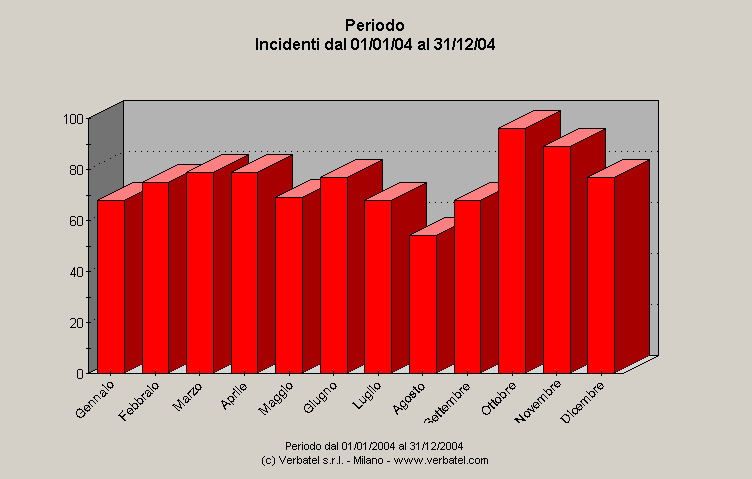 Periodo
Incidenti dal 01/01/04 al 31/12/04
100
80
60
40
20
0
Gennaio
Febbraio
Marzo
Aprile
Maggio
Giugno
Luglio
Agosto
Settembre
Ottobre
Novembre
Dicembre
Periodo dal 01/01/2004 al 31/12/2004
(c) Verbatel s.r.l. - Milano - www.verbatel.com